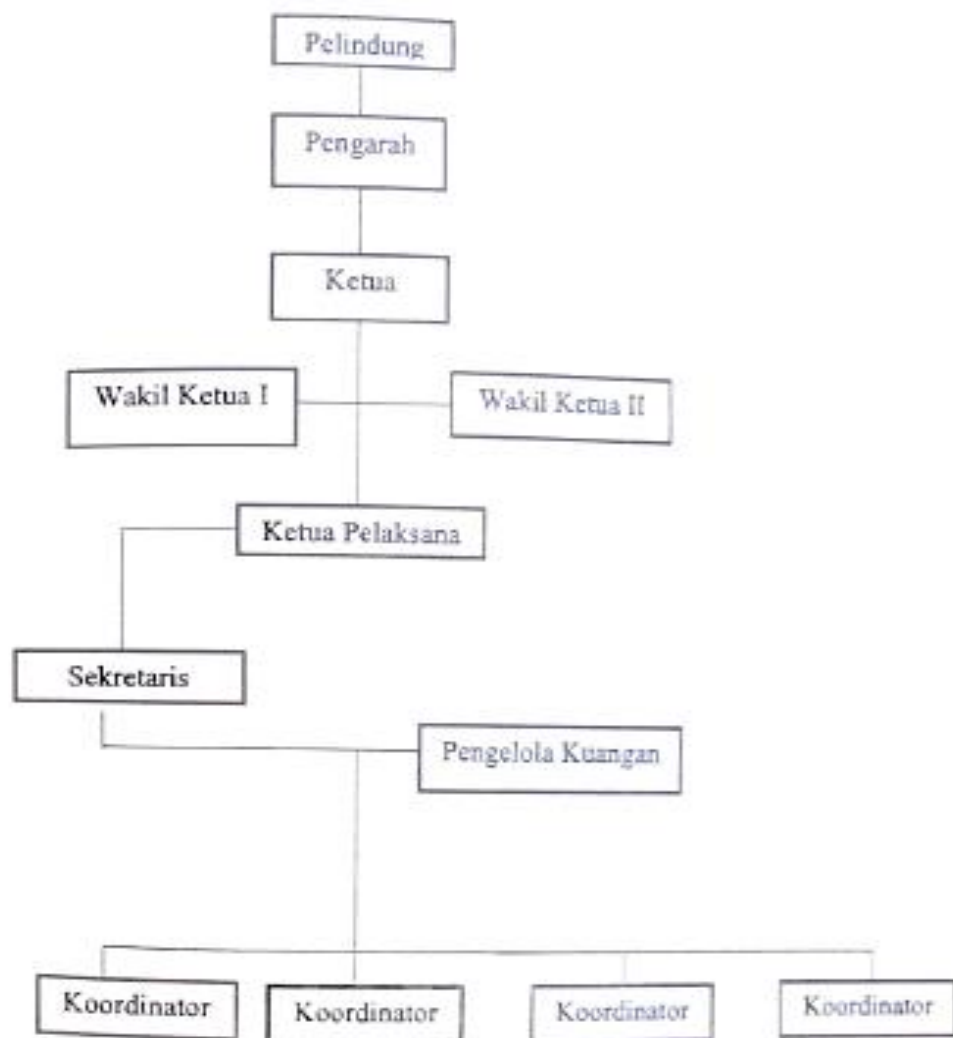 Pelindung
Pengarah
Ketua
Wakil Ketua I
Wakil Ketua II
Ketua Pelaksana
Sekretaris
Pengelola Kuangan
Koordinator
Koordinator
Koordinator
Koordinator